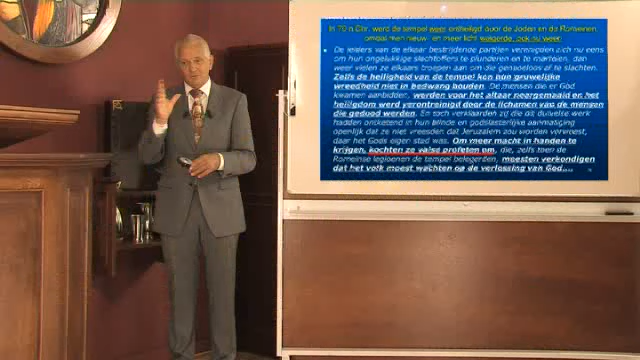 In 70 n Chr. werd de tempel weer ontheiligd door de Joden en de Romeinen,
omdat men nieuw- en meer licht weigerde, ook nu weer!
De leiders van de elkaar bestrijdende partijen verenigden zich nu eens
om hun ongelukkige slachtoffers te plunderen en te martelen, dan
weer vielen ze elkaars troepen aan om die genadeloos af te slachten.
Zelfs de heiligheid van de tempel kon hun gruwelijke
wreedheid niet in bedwang houden. De mensen die er God
kwamen aanbidden, werden voor het altaar neergemaaid en het
heiligdom werd verontreinigd door de lichamen van de mensen
die gedood werden. En toch verklaarden zij die dit duivelse werk
hadden ontketend in hun blinde en godslasterlijke aanmatiging
openlijk dat ze niet vreesden dat Jeruzalem zou worden verwoest,
daar het Gods eigen stad was. Om meer macht in handen te
krijgen, kochten ze valse profeten om, die, zelfs toen de
Romeinse legioenen de tempel belegerden, moesten verkondigen
dat het volk moest wachten op de verlossing van God....